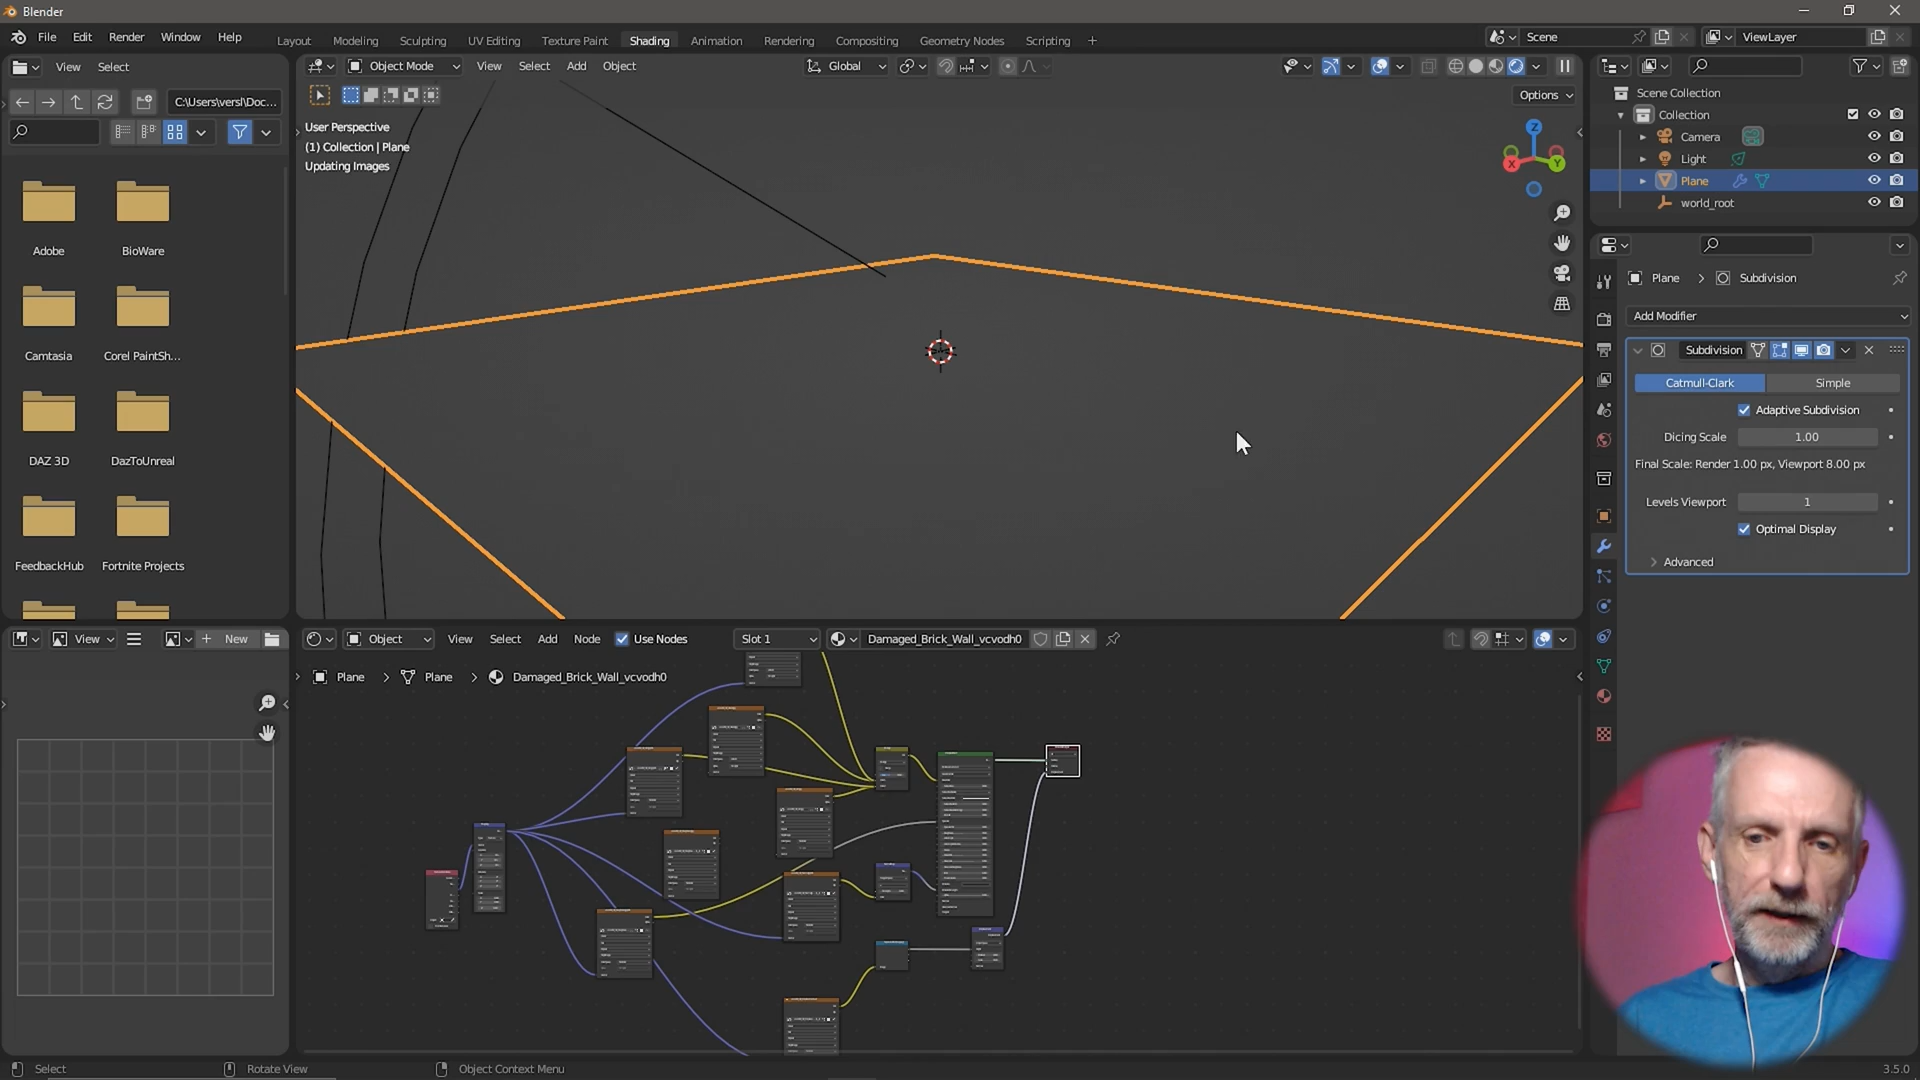 Blender
File Edit Render Window Help
Layout Modeling Sculpting UV Editing Texture Paint Shading Animation Rendering Compositing Geometry Nodes Scripting +
Scene
ViewLayer
View Select
Object Mode View Select Add Object
Global
C:\Users\versl\Doc...
Options
User Perspective
(1) Collection | Plane
Updating Images
Z
X
Y
Adobe
BioWare
Camtasia
Corel PaintSh...
DAZ 3D
DazToUnreal
FeedbackHub
Fortnite Projects
Scene Collection
Collection
Camera
Light
Plane
world_root
Plane > Subdivision
Add Modifier
Subdivision
Catmull-Clark Simple
Adaptive Subdivision
Dicing Scale 1.00
Final Scale: Render 1.00 px, Viewport 8.00 px
Levels Viewport 1
Optimal Display
Advanced
View
+ New
Object View Select Add Node Use Nodes Slot 1 Damaged_Brick_Wall_vcvodh0
Plane > Plane > Damaged_Brick_Wall_vcvodh0
Select Rotate View Object Context Menu
3.5.0